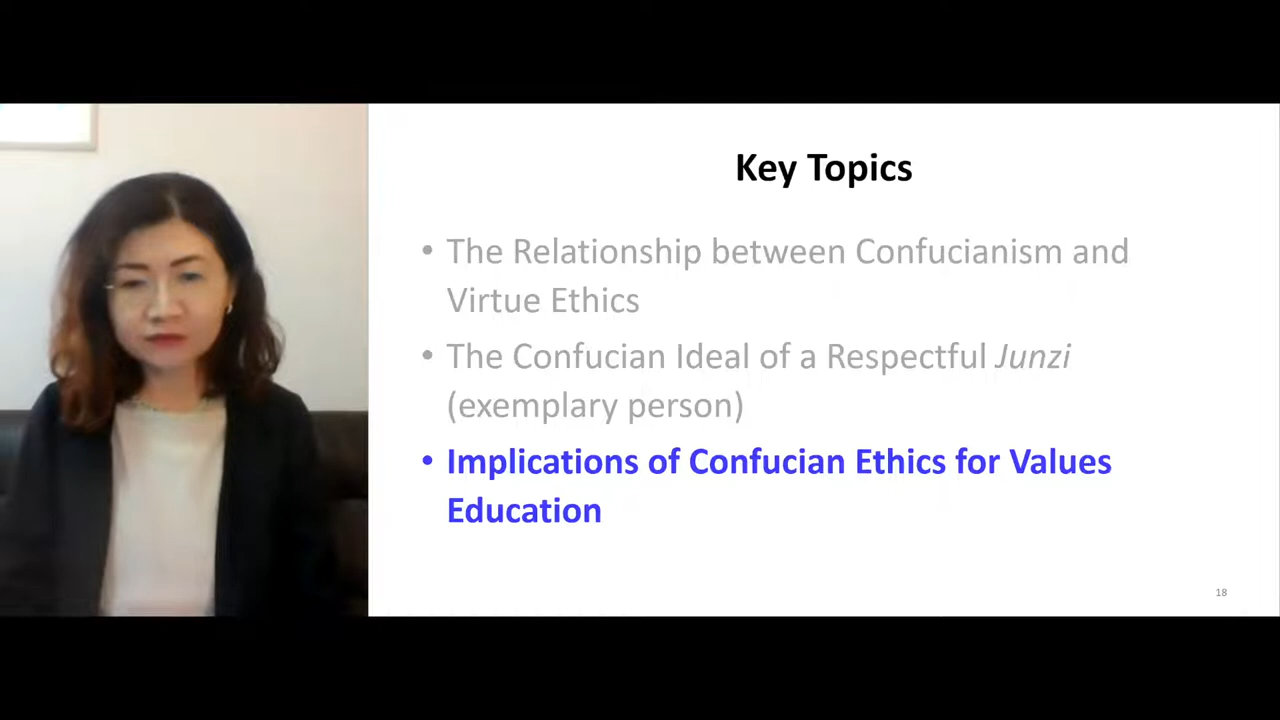 Key Topics
• The Relationship between Confucianism and
Virtue Ethics
• The Confucian Ideal of a Respectful Junzi
(exemplary person)
• Implications of Confucian Ethics for Values
Education
18